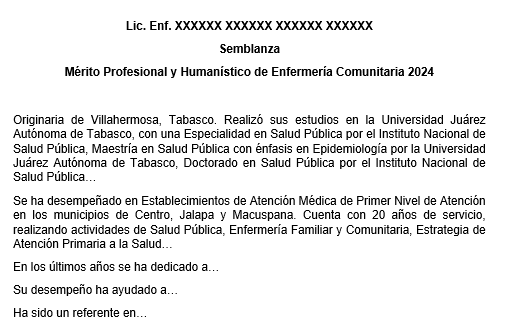 Lic. Enf. XXXXXX XXXXXX XXXXXX XXXXXX
Semblanza
Mérito Profesional y Humanístico de Enfermería Comunitaria 2024
Originaria de Villahermosa, Tabasco. Realizó sus estudios en la Universidad Juárez
Autónoma de Tabasco, con una Especialidad en Salud Pública por el Instituto Nacional de
Salud Pública, Maestría en Salud Pública con énfasis en Epidemiología por la Universidad
Juárez Autónoma de Tabasco, Doctorado en Salud Pública por el Instituto Nacional de
Salud Pública…
Se ha desempeñado en Establecimientos de Atención Médica de Primer Nivel de Atención
en los municipios de Centro, Jalapa y Macuspana. Cuenta con 20 años de servicio,
realizando actividades de Salud Pública, Enfermería Familiar y Comunitaria, Estrategia de
Atención Primaria a la Salud…
En los últimos años se ha dedicado a…
Su desempeño ha ayudado a…
Ha sido un referente en…